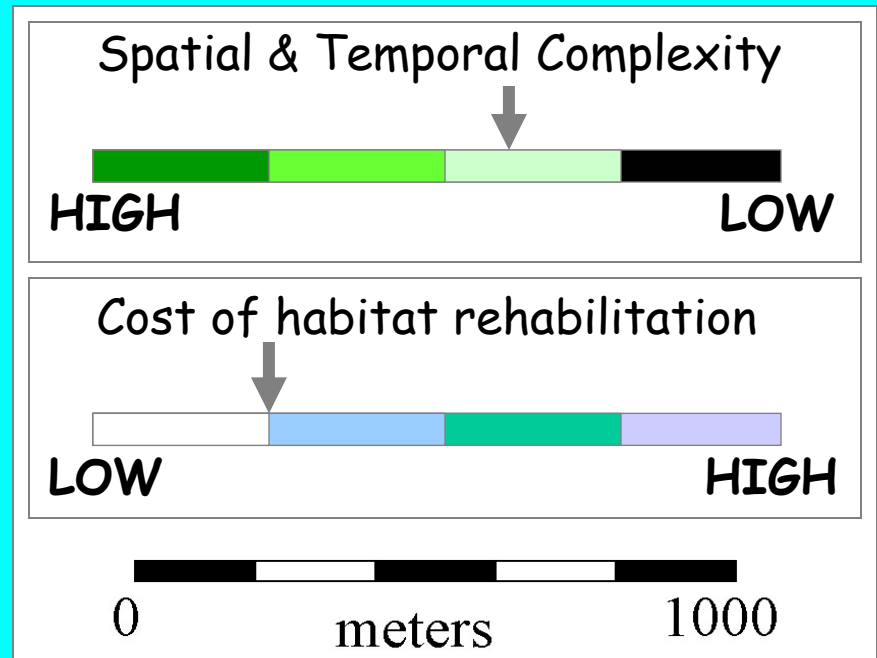 Spatial & Temporal Complexity
HIGH LOW
Cost of habitat rehabilitation
LOW HIGH
0 meters 1000